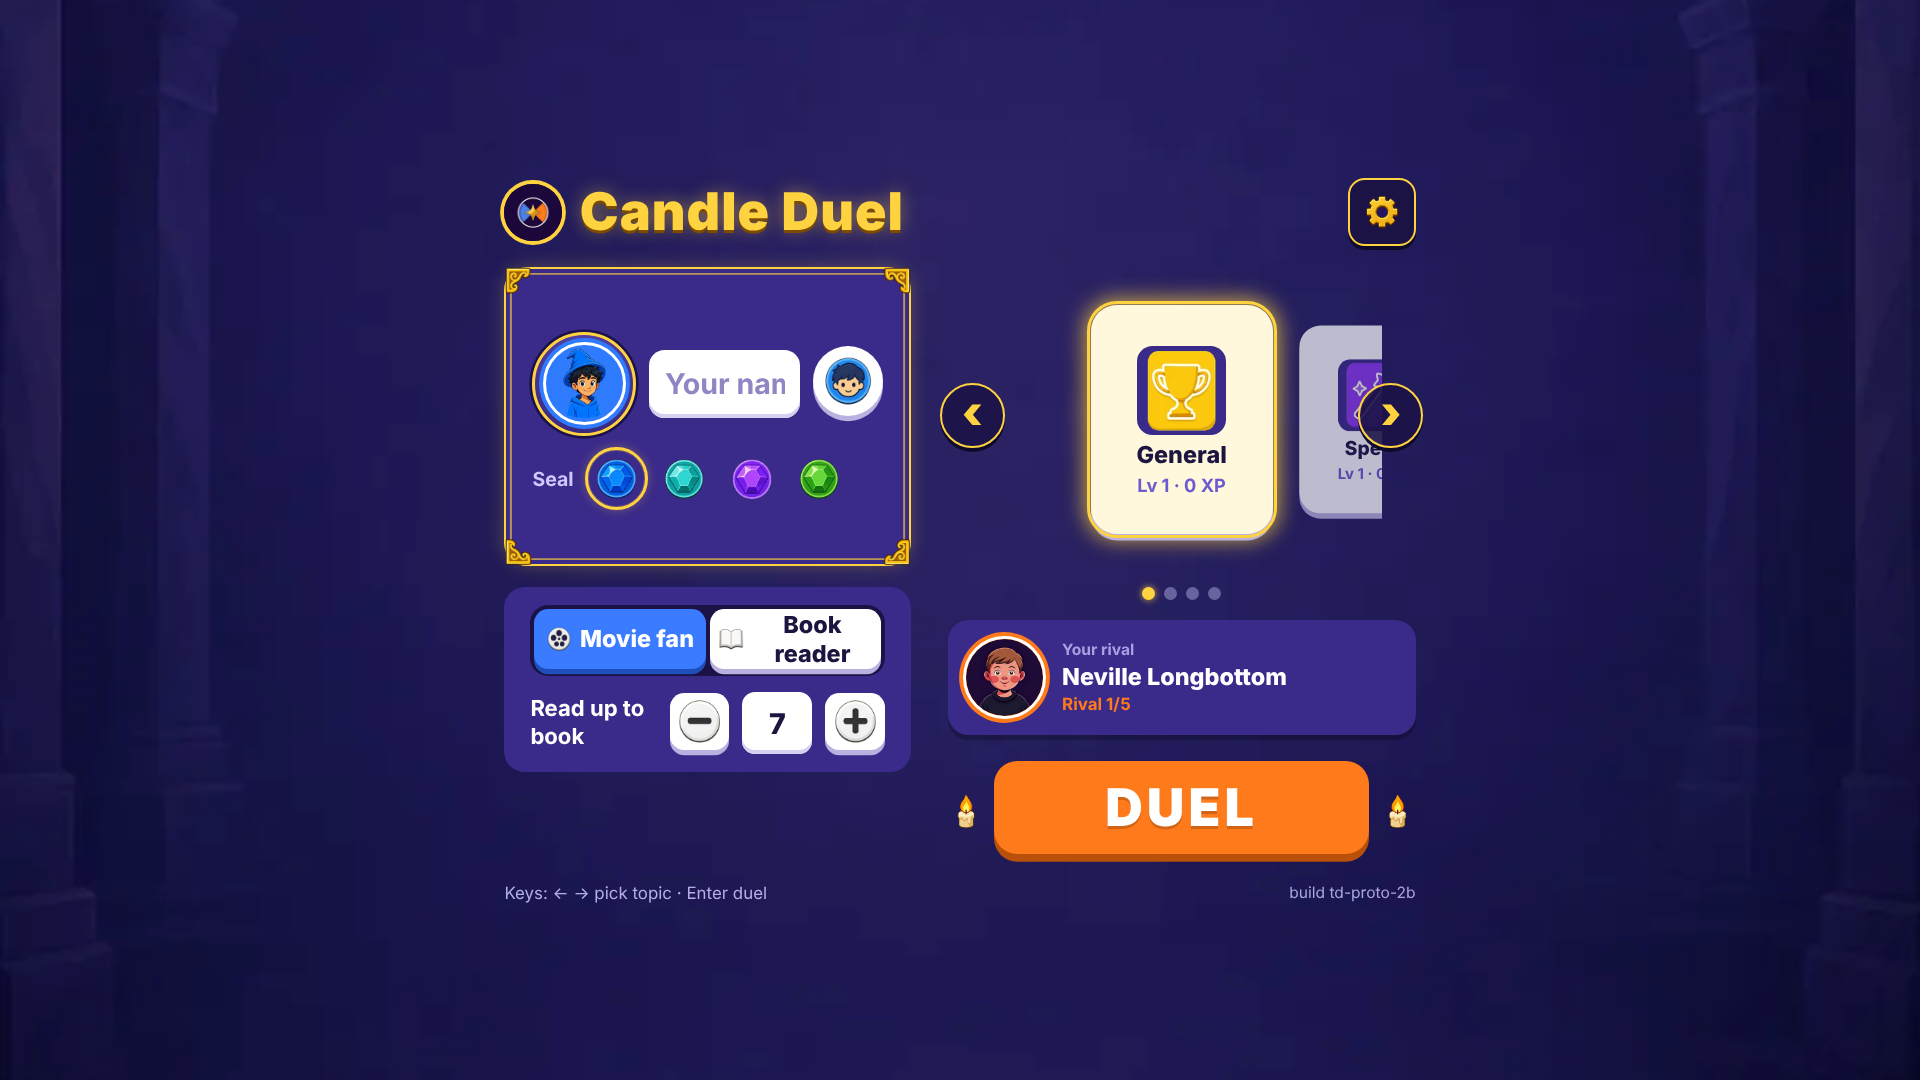 Candle Duel
Your nan
Seal
Movie fan
Book
reader
Read up to
book
7
General
Lv 1 · 0 XP
Spe
Lv 1 · 0
Your rival
Neville Longbottom
Rival 1/5
DUEL
Keys: ← → pick topic · Enter duel
build td-proto-2b